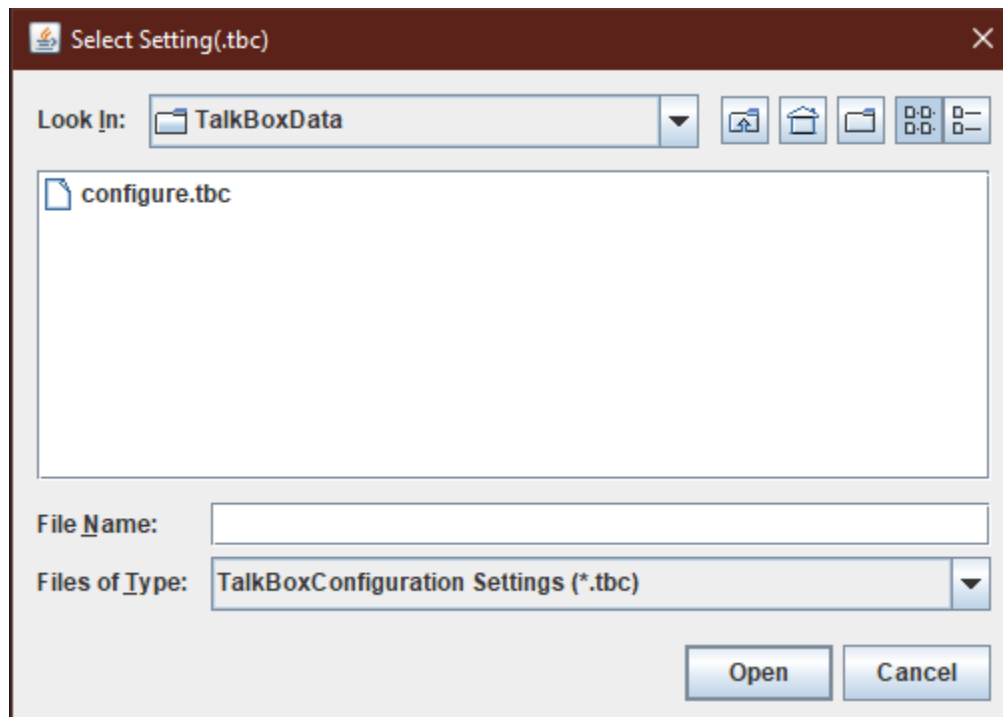 Select Setting(.tbc)
Look In: TalkBoxData
configure.tbc
File Name:
Files of Type: TalkBoxConfiguration Settings (*.tbc)
Open Cancel